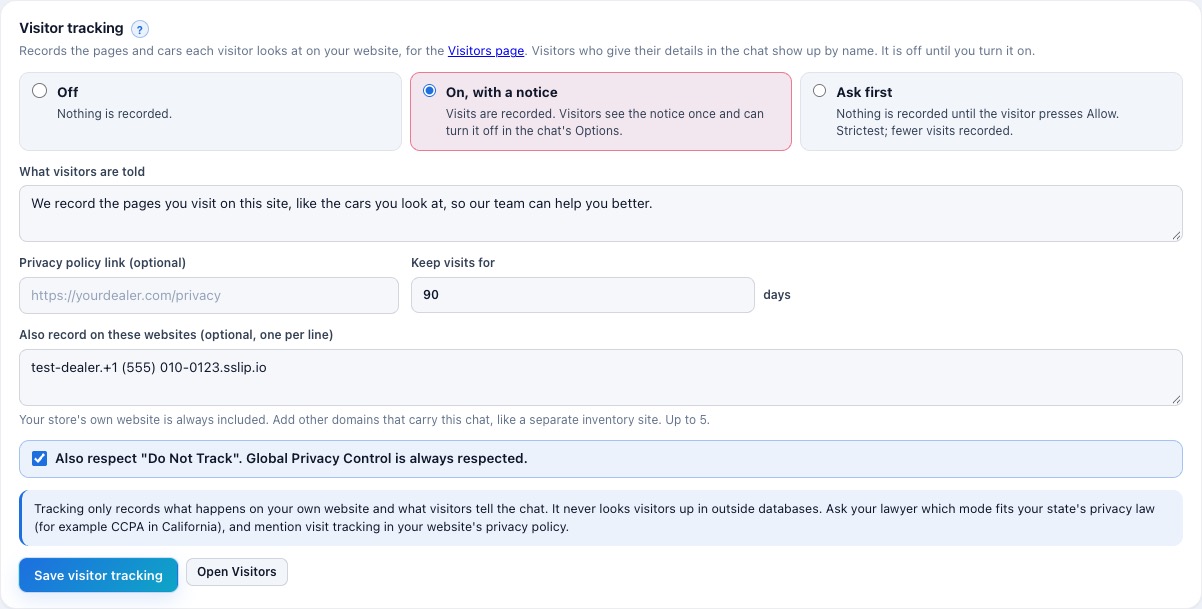 Visitor tracking ?
Records the pages and cars each visitor looks at on your website, for the Visitors page. Visitors who give their details in the chat show up by name. It is off until you turn it on.
Off
Nothing is recorded.
On, with a notice
Visits are recorded. Visitors see the notice once and can
turn it off in the chat's Options.
Ask first
Nothing is recorded until the visitor presses Allow.
Strictest; fewer visits recorded.
What visitors are told
We record the pages you visit on this site, like the cars you look at, so our team can help you better.
Privacy policy link (optional)
https://yourdealer.com/privacy
Keep visits for
90
days
Also record on these websites (optional, one per line)
test-dealer.+1 (555) 010-0123.sslip.io
Your store's own website is always included. Add other domains that carry this chat, like a separate inventory site. Up to 5.
Also respect "Do Not Track". Global Privacy Control is always respected.
Tracking only records what happens on your own website and what visitors tell the chat. It never looks visitors up in outside databases. Ask your lawyer which mode fits your state's privacy law
(for example CCPA in California), and mention visit tracking in your website's privacy policy.
Save visitor tracking
Open Visitors